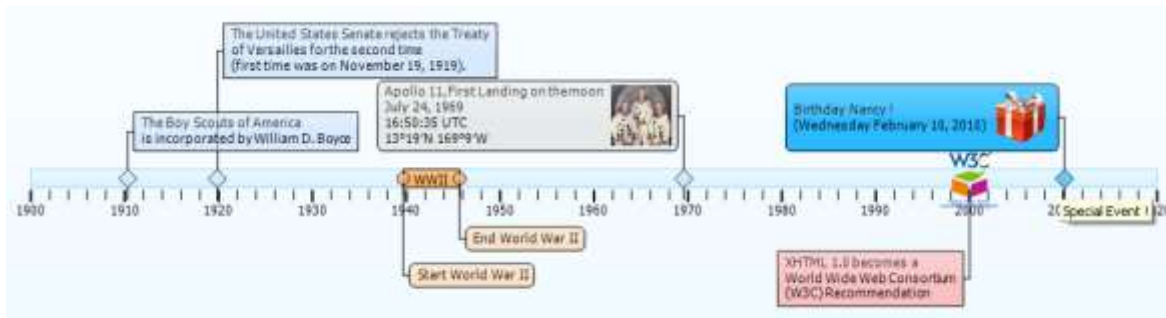 The United States Senate rejects the Treaty
of Versailles forthe second time
(first time was on November 19, 1919).
Apollo 11,First Landing on themoon
July 24, 1969
16:50:35 UTC
13°19'N 169°9'W
Birthday Nancy !
(Wednesday February 10, 2010)
The Boy Scouts of America
is incorporated by William D. Boyce
W3C
WWII
1900
1910
1920
1930
1940
1950
1960
1970
1980
1990
2000
Special Event !
End World War II
Start World War II
XHTML 1.0 becomes a
World Wide Web Consortium
(W3C) Recommendation